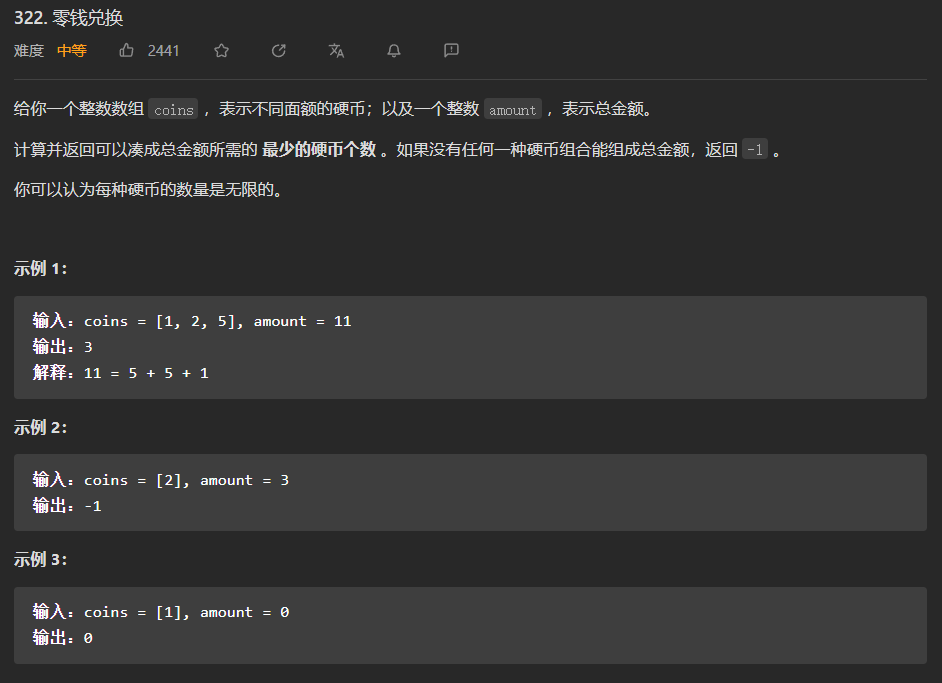 322. 零钱兑换
难度 中等 2441
给你一个整数数组 coins ，表示不同面额的硬币；以及一个整数 amount ，表示总金额。
计算并返回可以凑成总金额所需的 最少的硬币个数 。如果没有任何一种硬币组合能组成总金额，返回 -1 。
你可以认为每种硬币的数量是无限的。
示例 1：
输入：coins = [1, 2, 5], amount = 11
输出：3
解释：11 = 5 + 5 + 1
示例 2：
输入：coins = [2], amount = 3
输出：-1
示例 3：
输入：coins = [1], amount = 0
输出：0